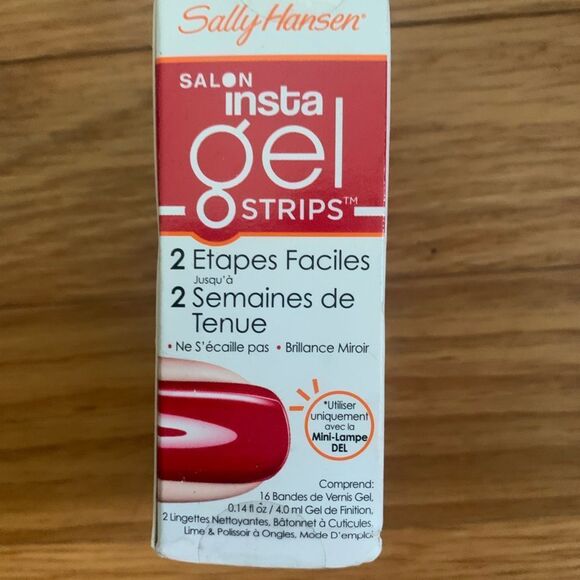 Sally Hansen®
SALON
insta
gel
STRIPS™
2 Etapes Faciles
Jusqu'à
2 Semaines de
Tenue
• Ne S'écaille pas • Brillance Miroir
*Utiliser
uniquement
avec la
Mini-Lampe
DEL
Comprend:
16 Bandes de Vernis Gel,
0.14 fl oz / 4.0 ml Gel de Finition,
2 Lingettes Nettoyantes, Bâtonnet à Cuticules,
Lime & Polissoir à Ongles, Mode D'emploi